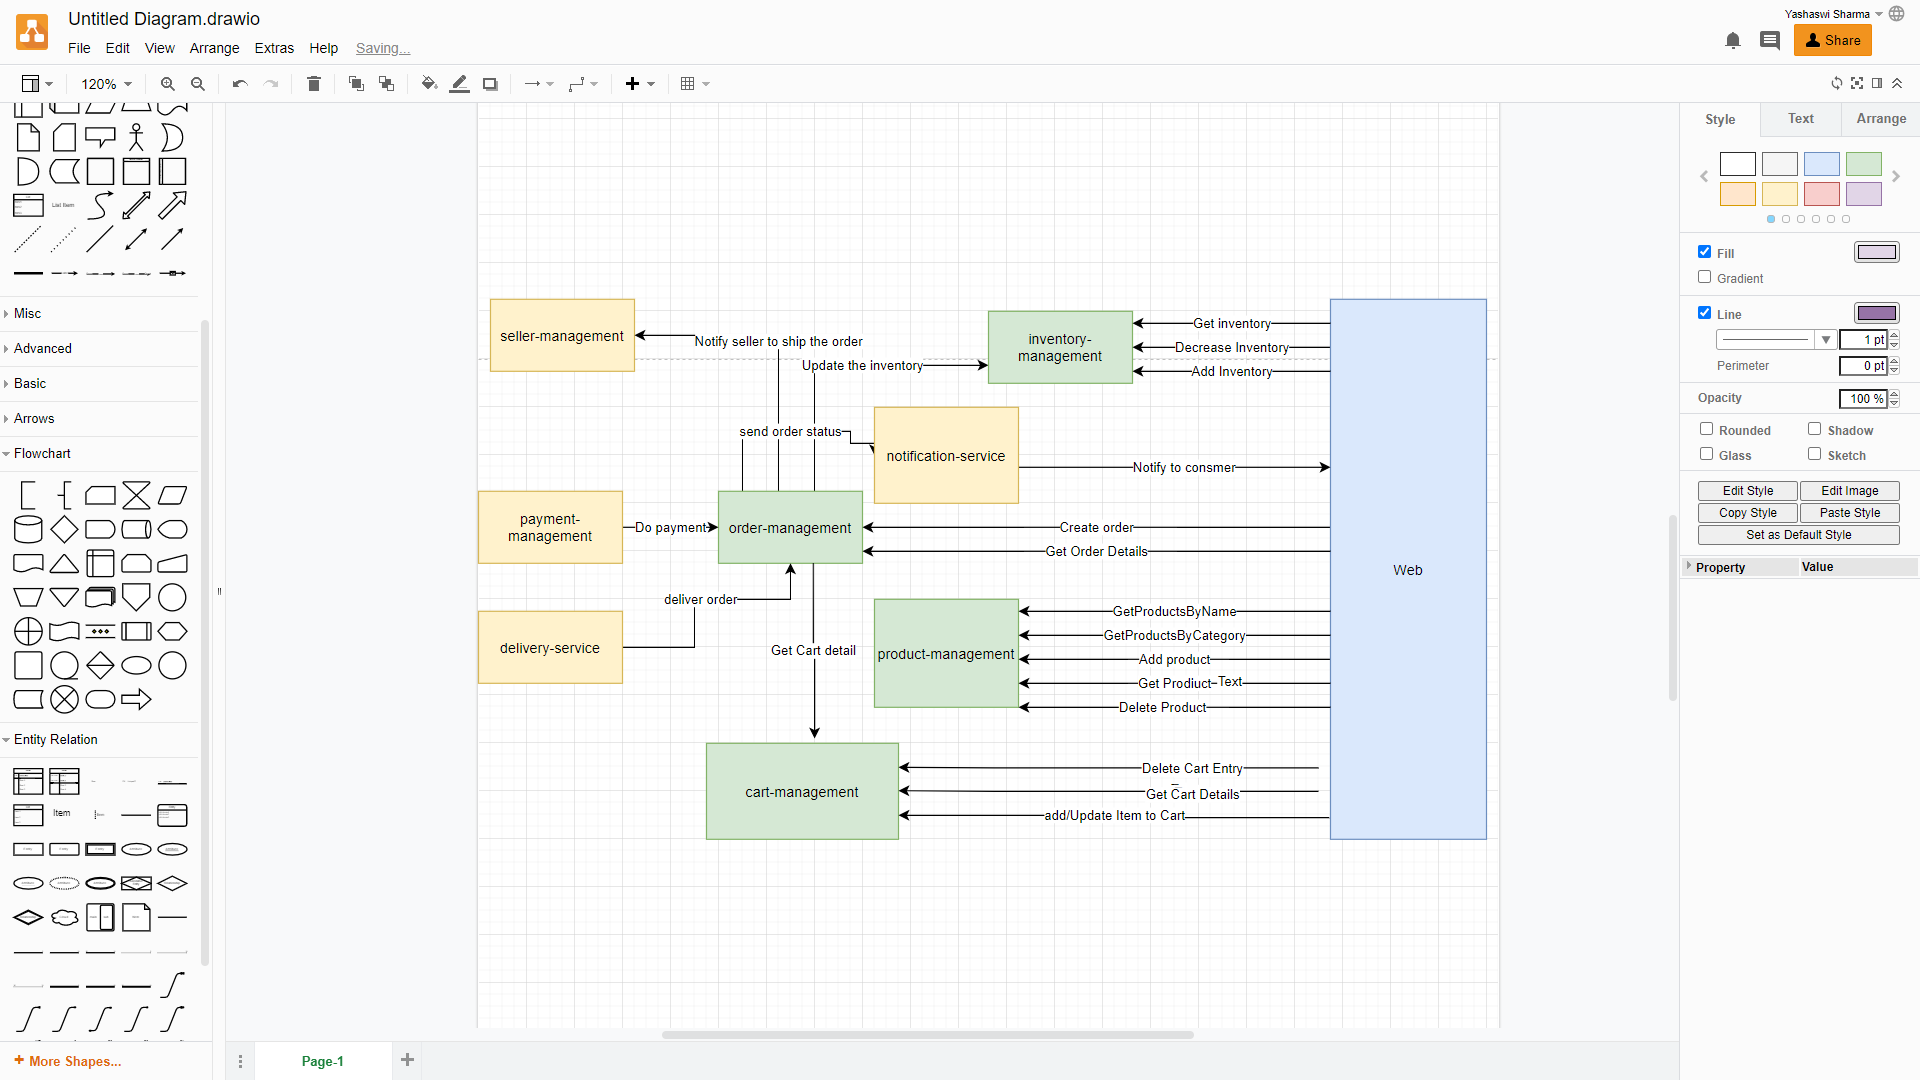 Untitled Diagram.drawio
Yashaswi Sharma
File Edit View Arrange Extras Help Saving...
Share
120%
Style Text Arrange
List Item
Misc
Advanced
Basic
Arrows
Flowchart
Entity Relation
Item
More Shapes...
seller-management
Notify seller to ship the order
Update the inventory
inventory-
management
Get inventory
Decrease Inventory
Add Inventory
send order status
notification-service
Notify to consmer
payment-
management
Do payment
order-management
Create order
Get Order Details
Web
deliver order
delivery-service
Get Cart detail
product-management
GetProductsByName
GetProductsByCategory
Add product
Get Prodiuct
Text
Delete Product
cart-management
Delete Cart Entry
Get Cart Details
add/Update Item to Cart
Fill
Gradient
Line
1 pt
Perimeter
0 pt
Opacity
100 %
Rounded Shadow
Glass Sketch
Edit Style Edit Image
Copy Style Paste Style
Set as Default Style
Property Value
Page-1